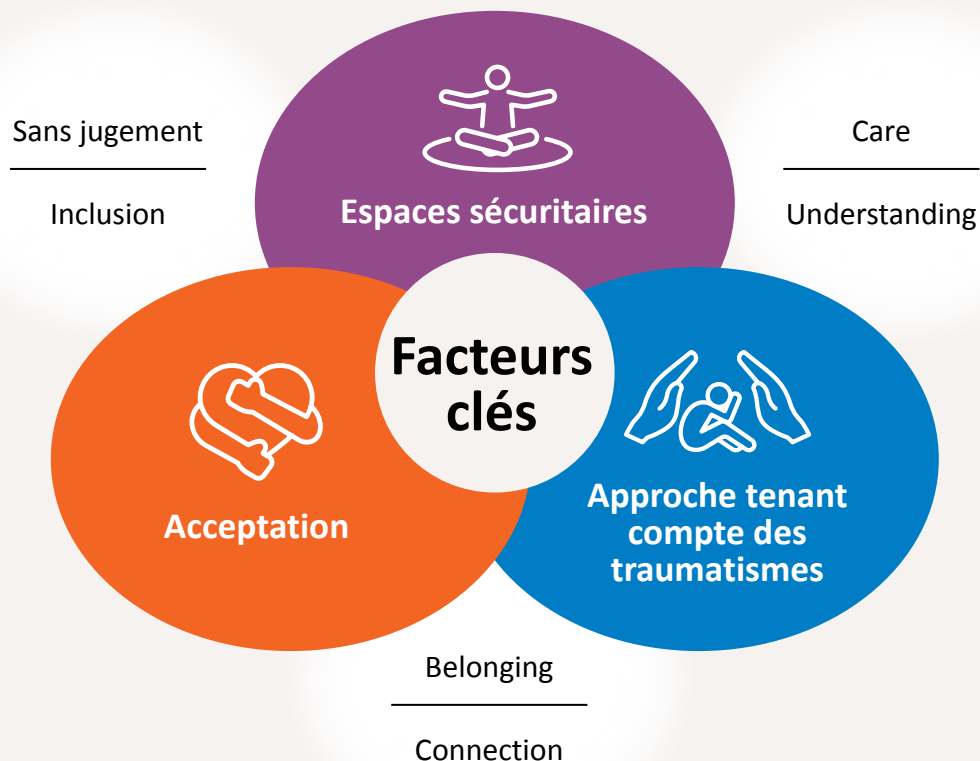 Sans jugement
Inclusion
Espaces sécuritaires
Care
Understanding
Facteurs
clés
Acceptation
Approche tenant
compte des
traumatismes
Belonging
Connection